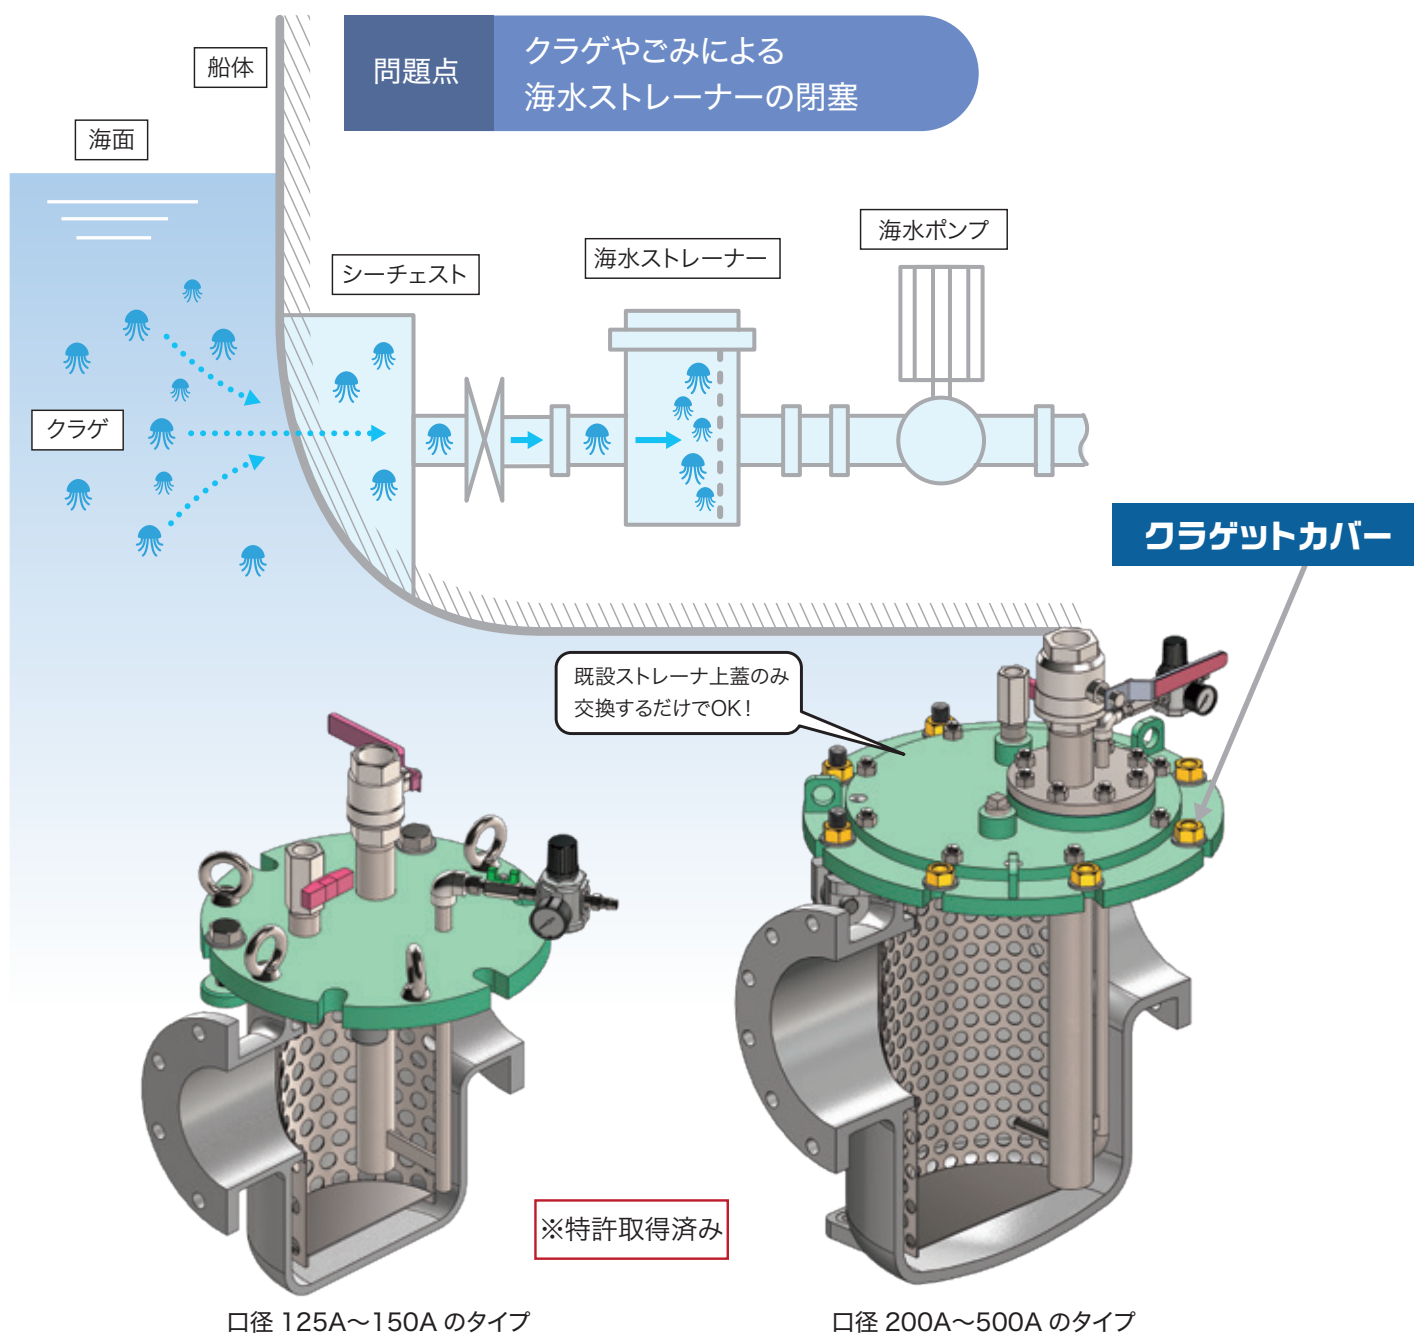 問題点
クラゲやごみによる
海水ストレーナーの閉塞
船体
海面
海水ポンプ
海水ストレーナー
シーチェスト
クラゲ
クラゲットカバー
既設ストレーナ上蓋のみ
交換するだけでOK!
※特許取得済み
口径 125A～150A のタイプ
口径 200A～500A のタイプ